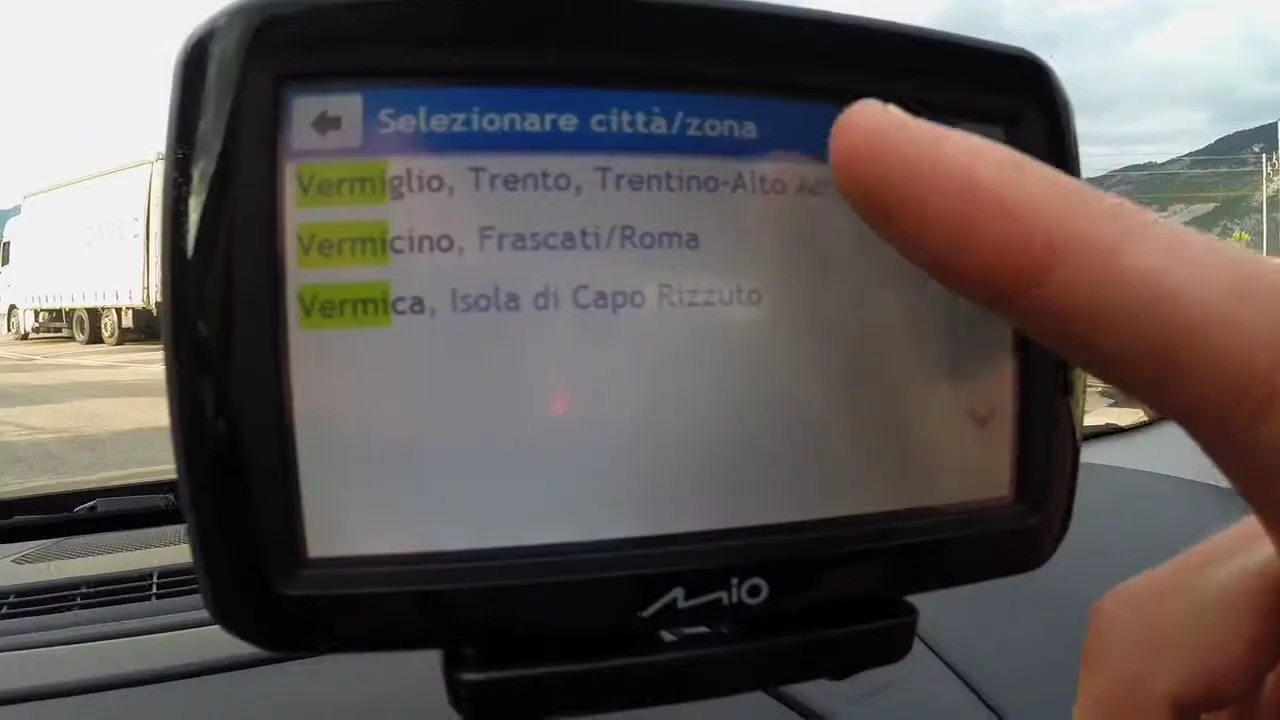 Selezionare città/zona
Vermiglio, Trento, Trentino-Alto
Vermicino, Frascati/Roma
Vermica, Isola di Capo Rizzuto
Mio